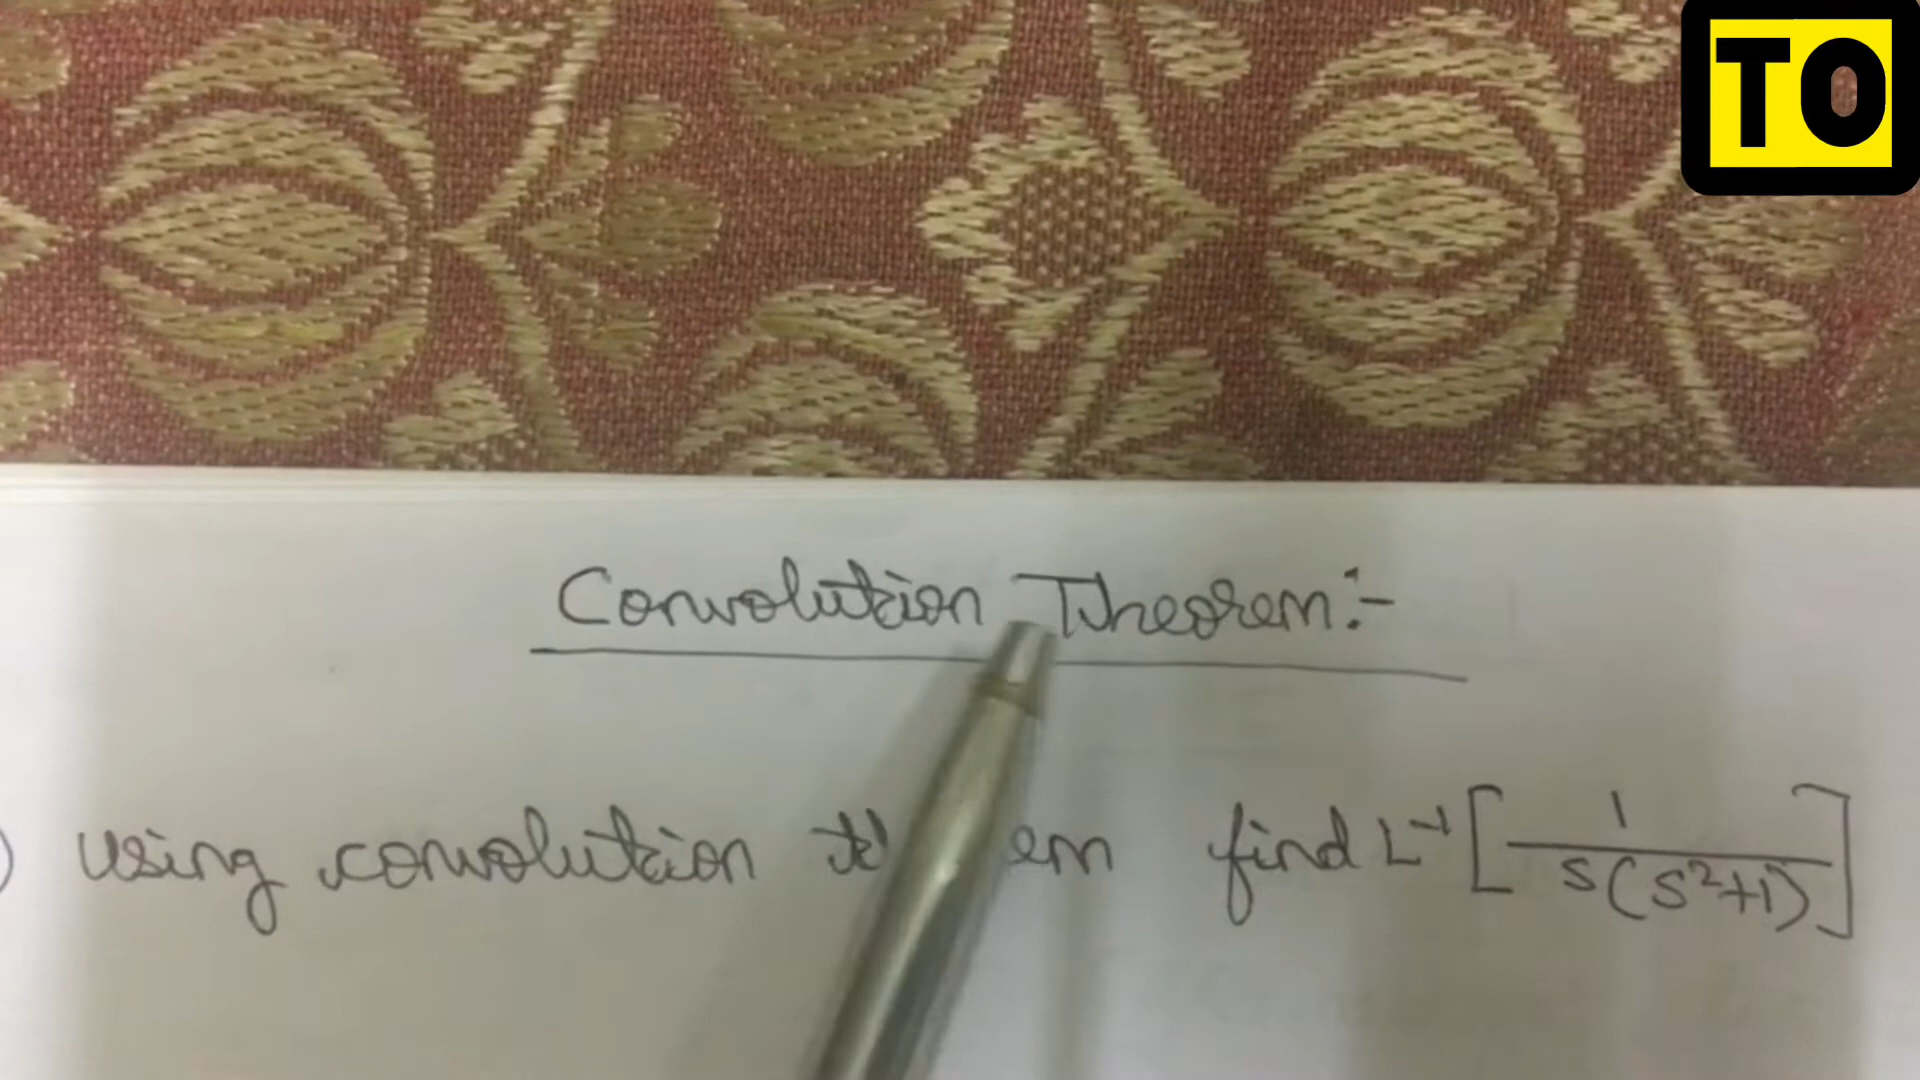 TO
Convolution Theorem:-
) using convolution find L⁻¹[1/s(s²+1)]